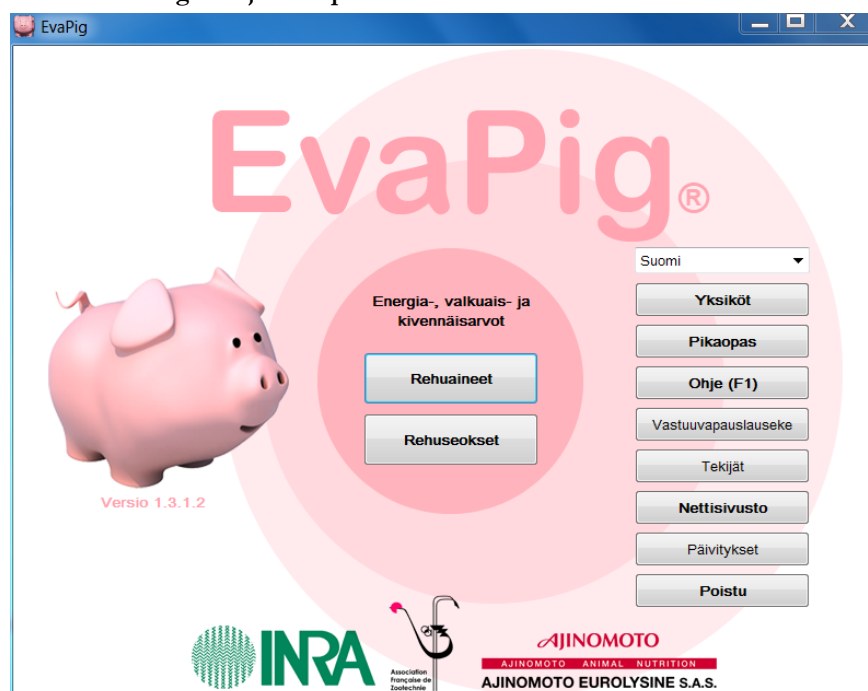 EvaPig
EvaPig®
Suomi
Energia-, valkuais- ja
kivennäisarvot
Rehuaineet
Rehuseokset
Yksiköt
Pikaopas
Ohje (F1)
Vastuuvapauslauseke
Tekijät
Nettisivusto
Päivitykset
Poistu
Versio 1.3.1.2
INRA
Association
Française de
Zootechnie
AJINOMOTO
AJINOMOTO ANIMAL NUTRITION
AJINOMOTO EUROLYSINE S.A.S.